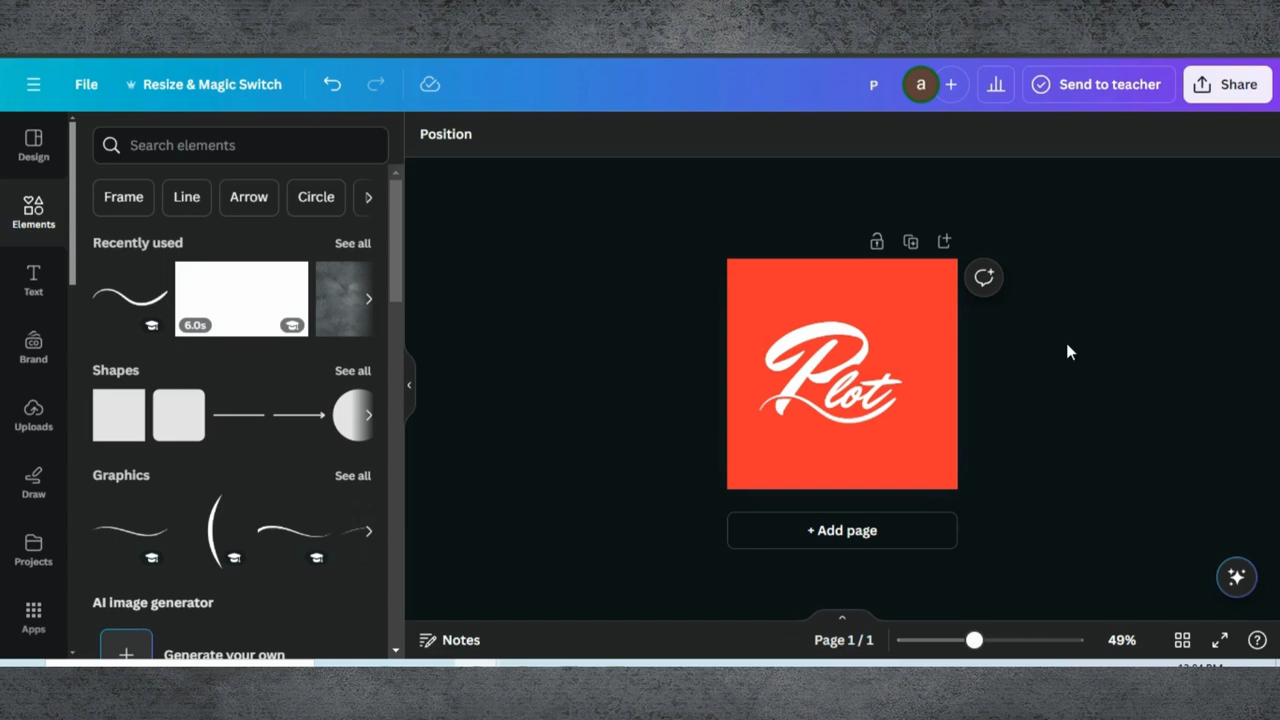 File
Resize & Magic Switch
P
a
Send to teacher
Share
Design
Elements
Text
Brand
Uploads
Draw
Projects
Apps
Search elements
Frame
Line
Arrow
Circle
Recently used
See all
6.0s
Shapes
See all
Graphics
See all
AI image generator
Generate your own
Position
Plot
+ Add page
Notes
Page 1 / 1
49%